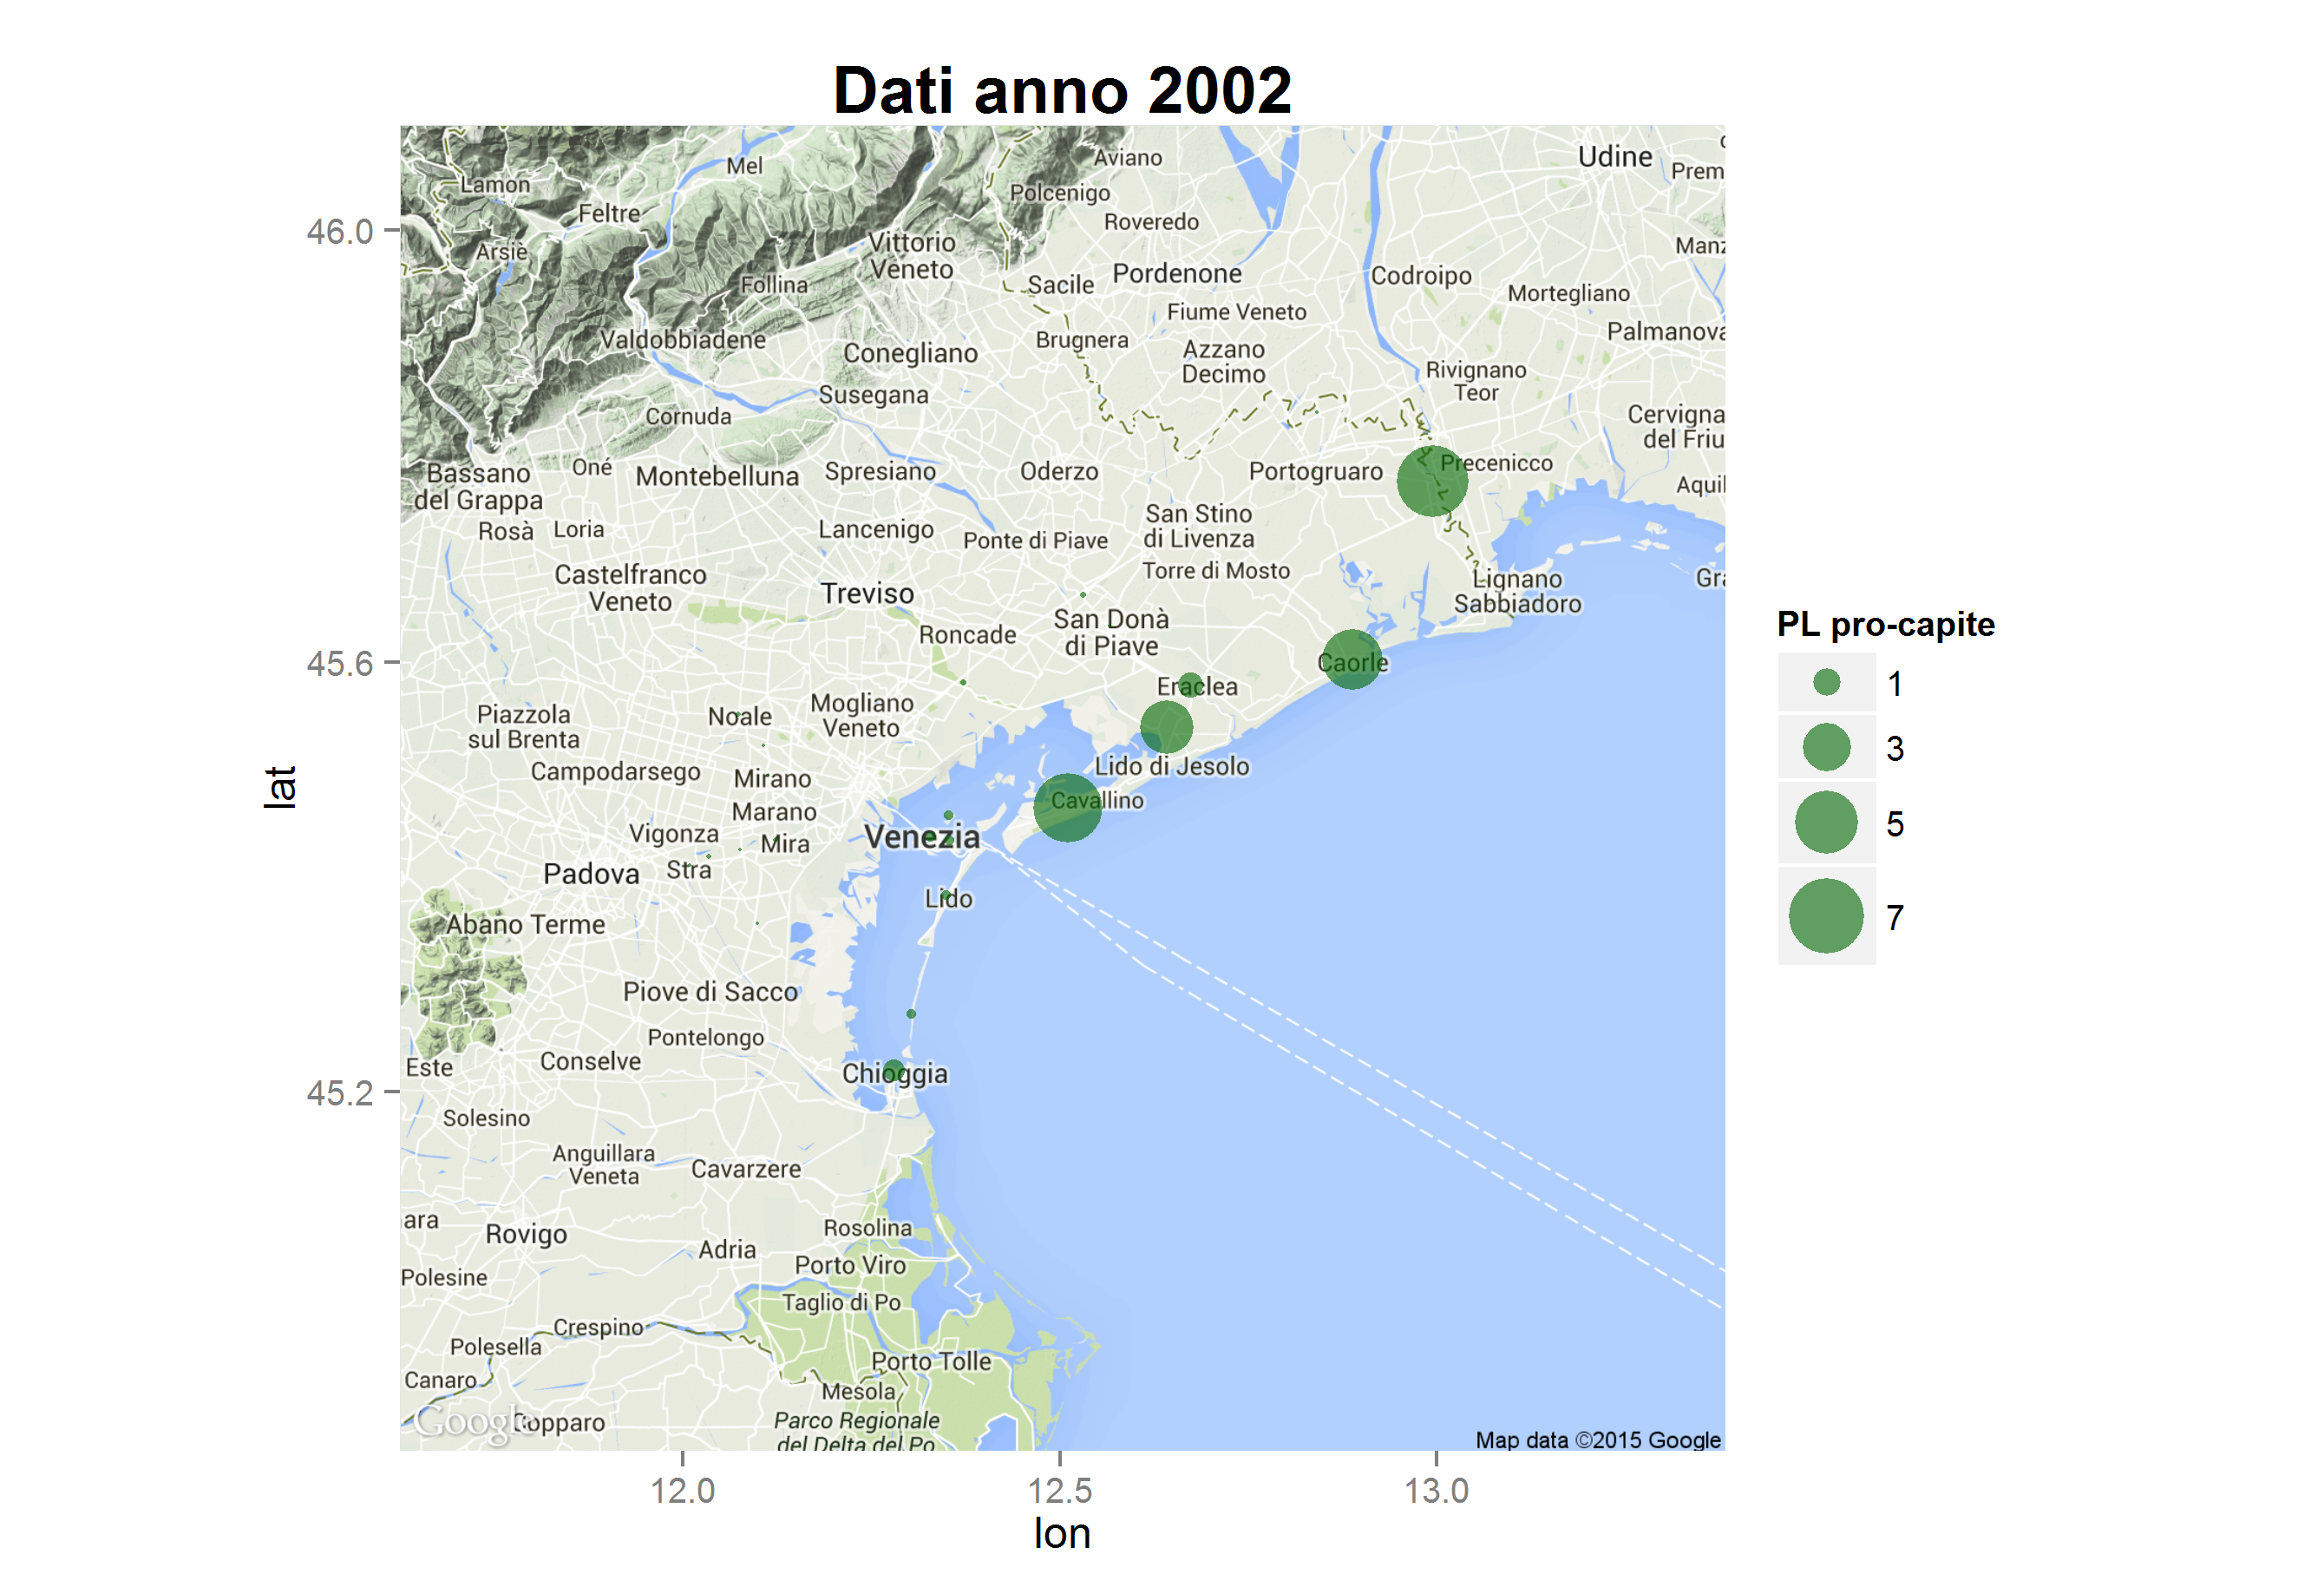 Dati anno 2002
Aviano
Udine
Mel
Prem
Lamon
Polcenigo
Feltre
Roveredo
46.0
Arsiè
Vittorio
Veneto
Manz
Follina
Sacile
Pordenone
Codroipo
Mortegliano
Fiume Veneto
Palmanova
Valdobbiadene
Conegliano
Brugnera
Azzano
Decimo
Rivignano
Teor
Susegana
Cornuda
Cervigna
del Friu
Bassano
del Grappa
Oné
Montebelluna
Spresiano
Oderzo
Portogruaro
Precenicco
Aquil
Rosà
Loria
Lancenigo
Ponte di Piave
San Stino
di Livenza
Torre di Mosto
Castelfranco
Veneto
Treviso
Lignano
Sabbiadoro
Gra
San Donà
di Piave
Roncade
45.6
Caorle
Eraclea
Piazzola
sul Brenta
Noale
Mogliano
Veneto
Campodarsego
Mirano
Lido di Jesolo
Cavallino
Marano
Vigonza
Mira
Venezia
Padova
Stra
Lido
Abano Terme
Piove di Sacco
Pontelongo
Conselve
Este
Chioggia
45.2
Solesino
Anguillara
Veneta
Cavarzere
ara
Rovigo
Rosolina
Adria
Porto Viro
Polesine
Taglio di Po
Crespino
Polesella
Porto Tolle
Canaro
Mesola
Copparo
Google
Parco Regionale
del Delta del Po
Map data ©2015 Google
12.0
12.5
13.0
lon
lat
PL pro-capite
1
3
5
7